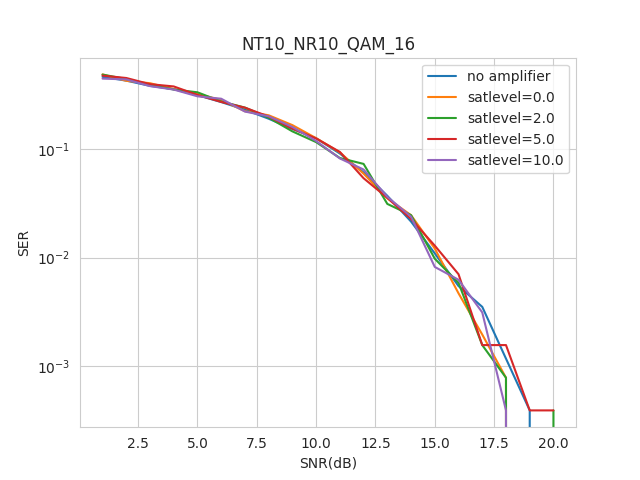 NT10_NR10_QAM_16
no amplifier
satlevel=0.0
satlevel=2.0
satlevel=5.0
satlevel=10.0
SER
10⁻¹
10⁻²
10⁻³
2.5 5.0 7.5 10.0 12.5 15.0 17.5 20.0
SNR(dB)